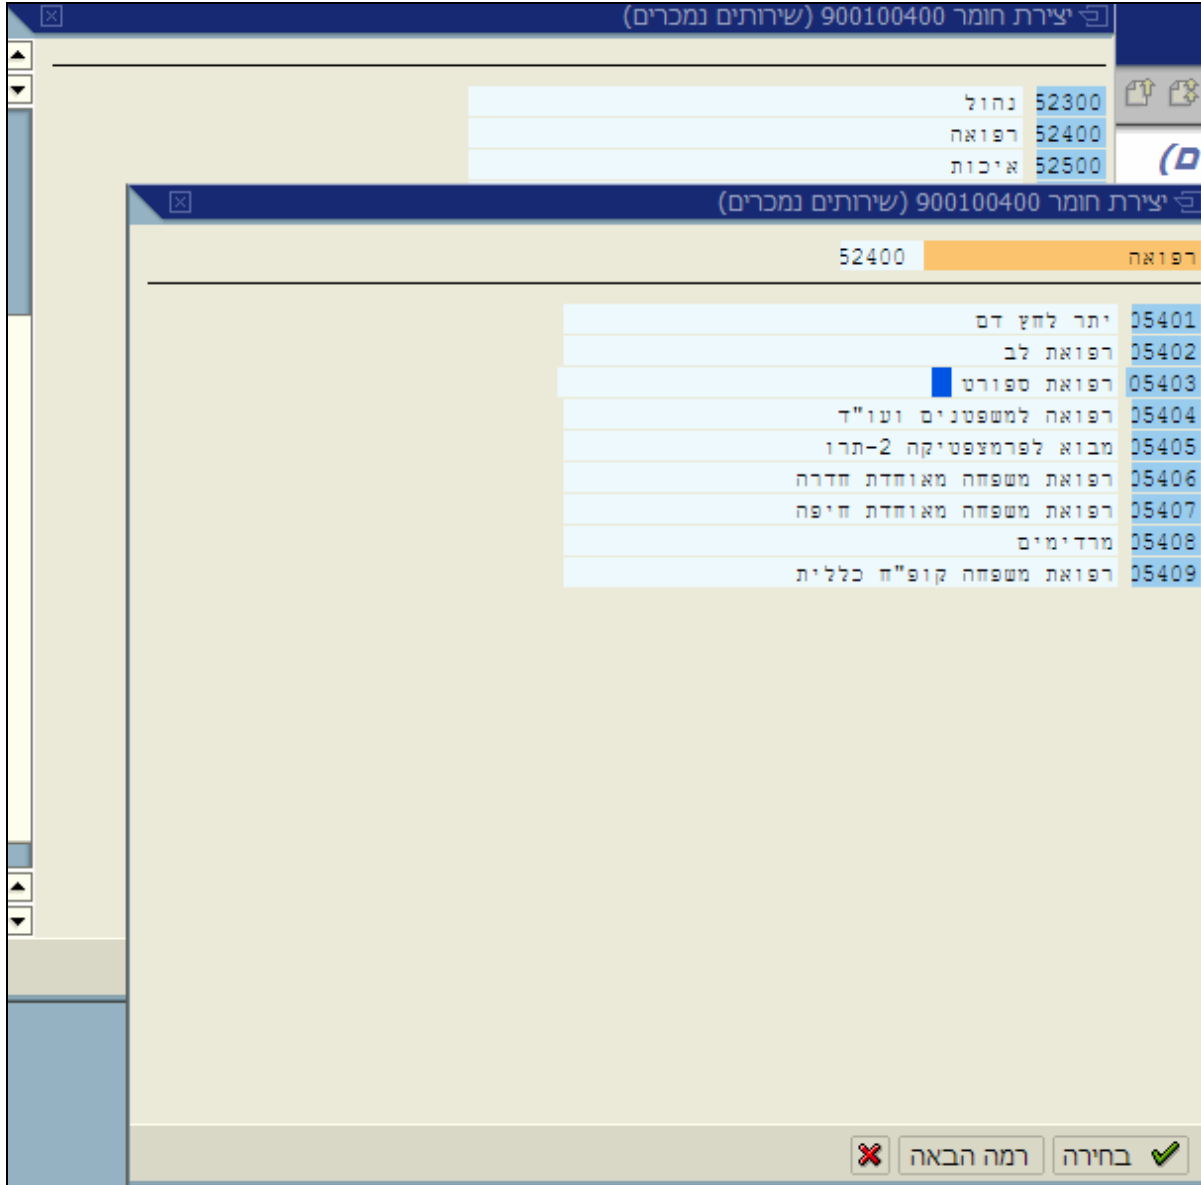 יצירת חומר 900100400 (שירותים נמכרים)
52300 נהול
52400 רפואה
52500 איכות
ם)
יצירת חומר 900100400 (שירותים נמכרים)
רפואה 52400
05401 יתר לחץ דם
05402 רפואת לב
05403 רפואת ספורט
05404 רפואה למשפטנים ועו"ד
05405 מבוא לפרמצפטיקה 2-תרו
05406 רפואת משפחה מאוחדת חדרה
05407 רפואת משפחה מאוחדת חיפה
05408 מרדימים
05409 רפואת משפחה קופ"ח כללית
בחירה
רמה הבאה